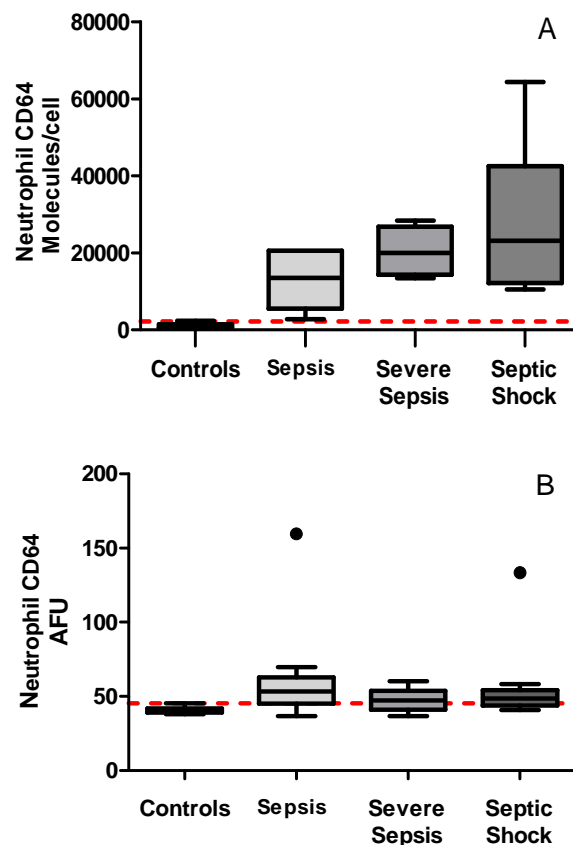 A
Neutrophil CD64
Molecules/cell
80000
60000
40000
20000
0
Controls
Sepsis
Severe
Sepsis
Septic
Shock
B
Neutrophil CD64
AFU
200
150
100
50
0
Controls
Sepsis
Severe
Sepsis
Septic
Shock